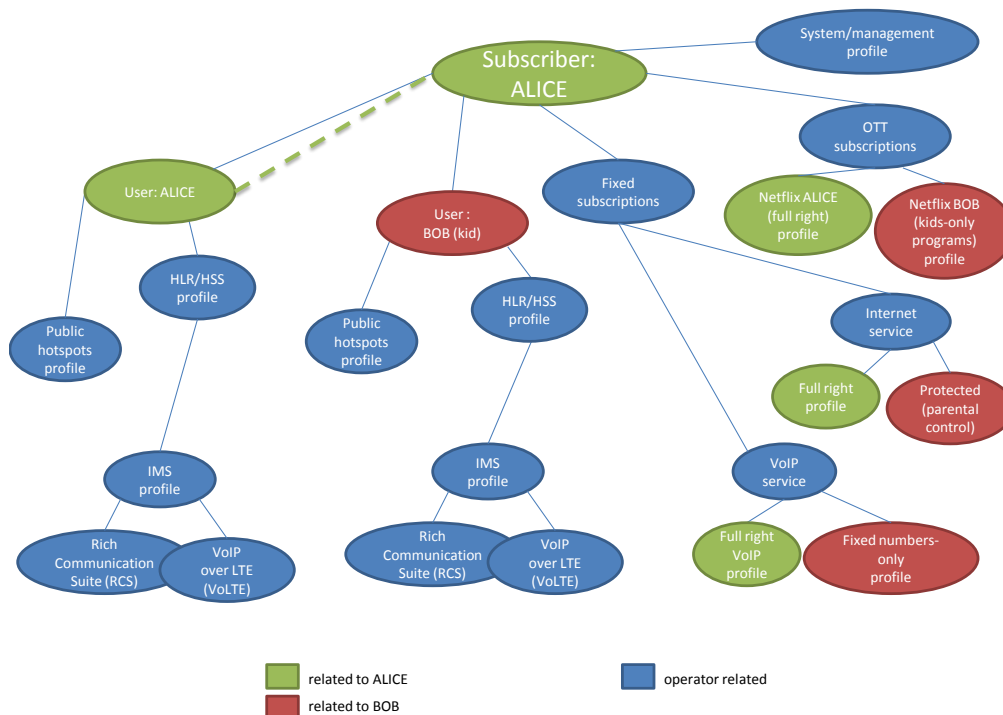 System/management
profile
Subscriber:
ALICE
OTT
subscriptions
User: ALICE
Fixed
subscriptions
Netflix ALICE
(full right)
profile
Netflix BOB
(kids-only
programs)
profile
User :
BOB (kid)
HLR/HSS
profile
HLR/HSS
profile
Public
hotspots
profile
Public
hotspots
profile
Internet
service
Full right
profile
Protected
(parental
control)
IMS
profile
IMS
profile
VoIP
service
Rich
Communication
Suite (RCS)
VoIP
over LTE
(VoLTE)
Rich
Communication
Suite (RCS)
VoIP
over LTE
(VoLTE)
Full right
VoIP
profile
Fixed numbers-
only
profile
related to ALICE
operator related
related to BOB